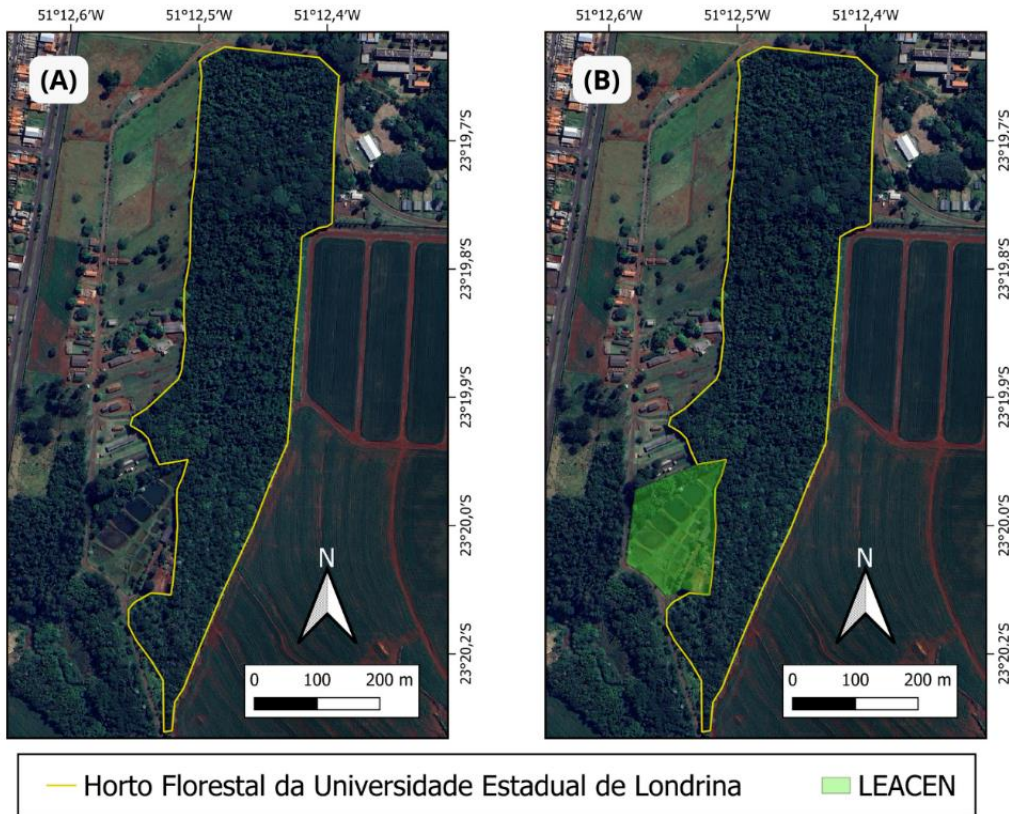 51°12,6'W 51°12,5'W 51°12,4'W
51°12,6'W 51°12,5'W 51°12,4'W
(A)
(B)
23°19,7'S
23°19,8'S
23°19,9'S
23°20,0'S
23°20,2'S
23°19,7'S
23°19,8'S
23°19,9'S
23°20,0'S
23°20,2'S
N
N
0 100 200 m
0 100 200 m
Horto Florestal da Universidade Estadual de Londrina
LEACEN